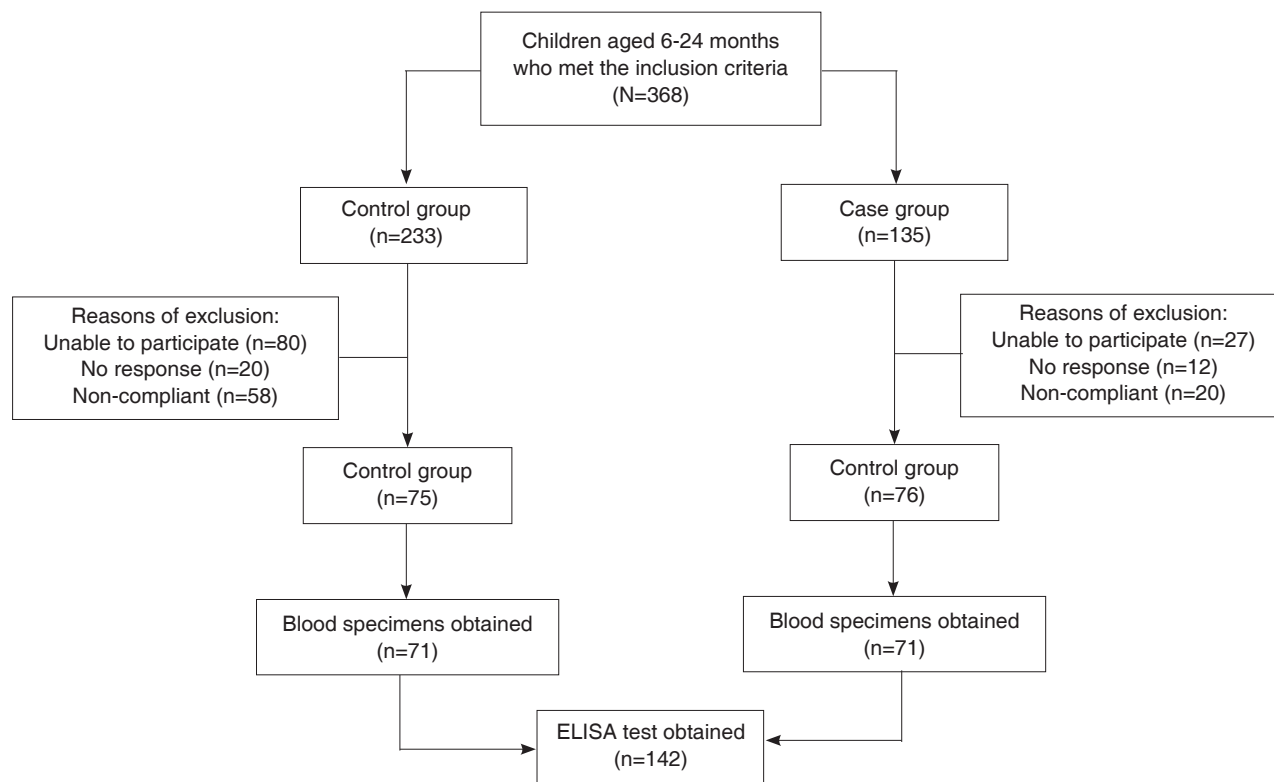 Children aged 6-24 months
who met the inclusion criteria
(N=368)
Control group
(n=233)
Case group
(n=135)
Reasons of exclusion:
Unable to participate (n=80)
No response (n=20)
Non-compliant (n=58)
Reasons of exclusion:
Unable to participate (n=27)
No response (n=12)
Non-compliant (n=20)
Control group
(n=75)
Control group
(n=76)
Blood specimens obtained
(n=71)
Blood specimens obtained
(n=71)
ELISA test obtained
(n=142)